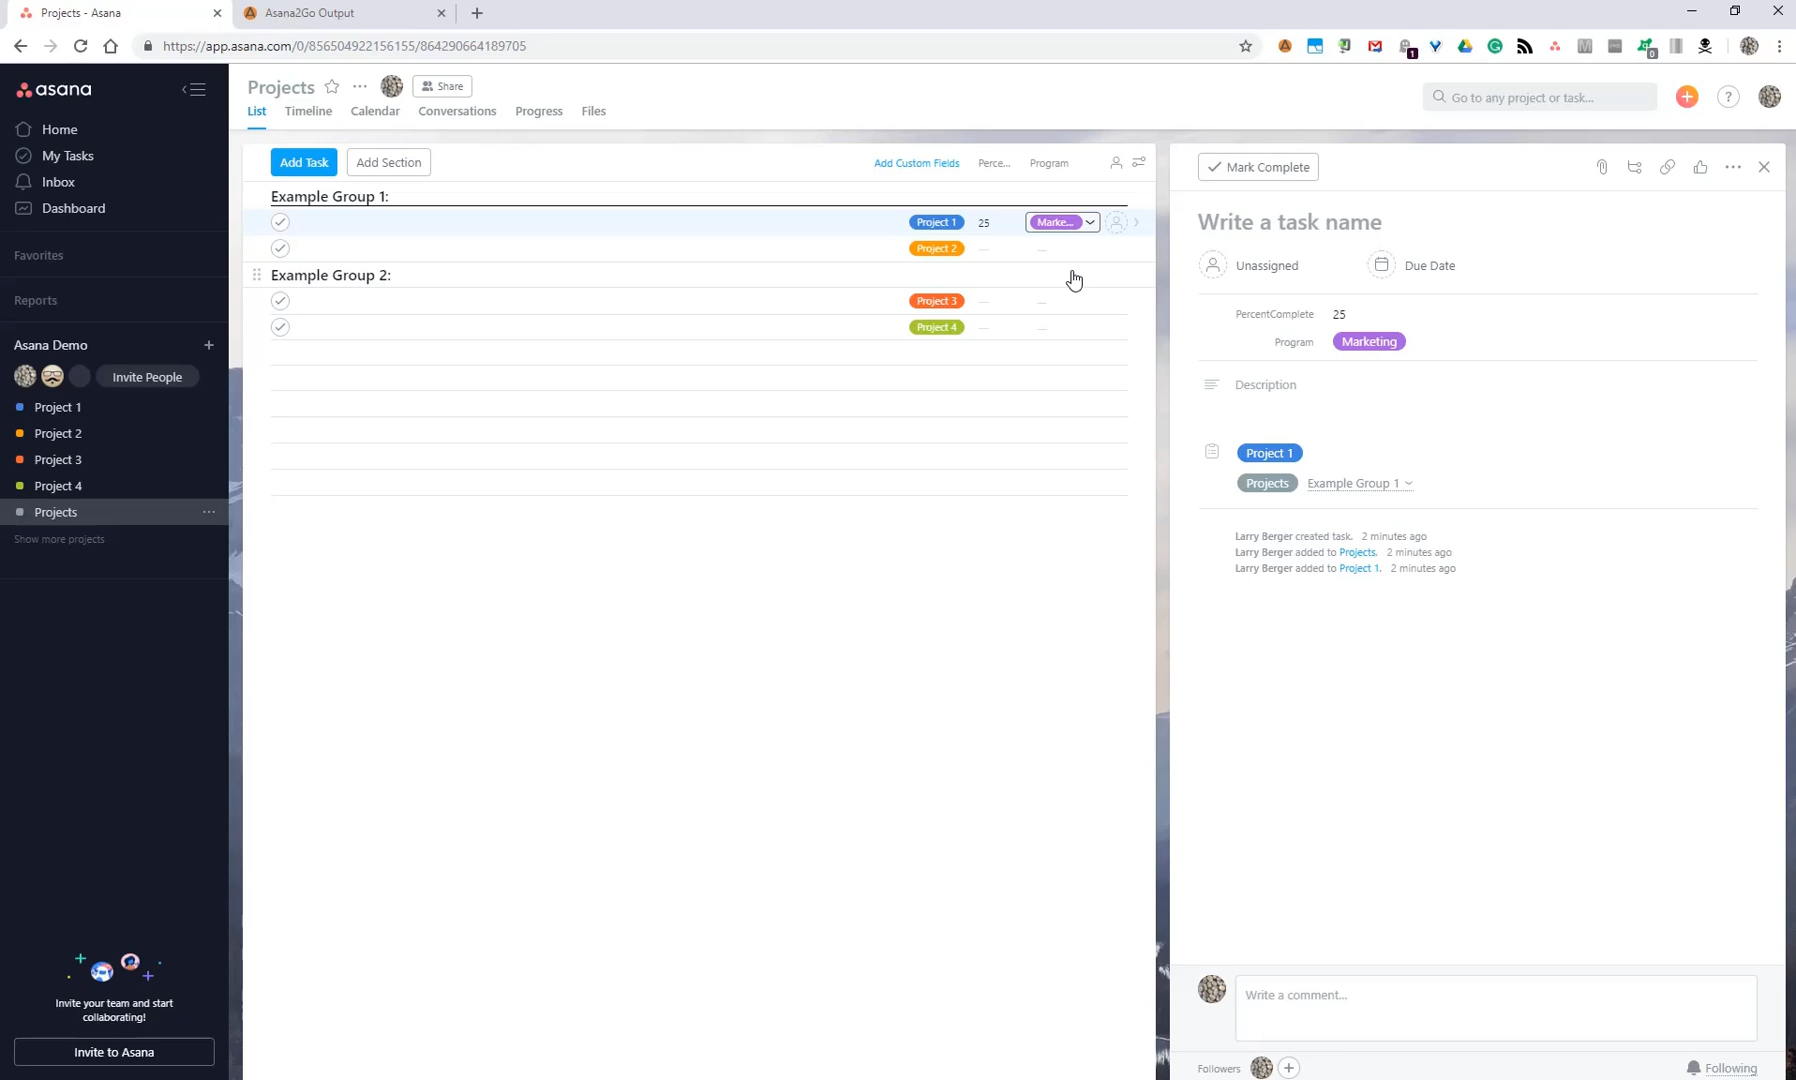 Projects - Asana
Asana2Go Output
https://app.asana.com/0/856504922156155/864290664189705
1
0
asana
Home
My Tasks
Inbox
Dashboard
Favorites
Reports
Asana Demo
Invite People
Project 1
Project 2
Project 3
Project 4
Projects
Show more projects
Invite your team and start
collaborating!
Invite to Asana
Projects
Share
List Timeline Calendar Conversations Progress Files
Go to any project or task...
Add Task Add Section Add Custom Fields Perce... Program
Example Group 1:
Project 1 25 Marke...
Project 2 — —
Example Group 2:
Project 3 — —
Project 4 — —
Mark Complete
Write a task name
Unassigned Due Date
PercentComplete 25
Program Marketing
Description
Project 1
Projects Example Group 1
Larry Berger created task. 2 minutes ago
Larry Berger added to Projects. 2 minutes ago
Larry Berger added to Project 1. 2 minutes ago
Write a comment...
Followers Following